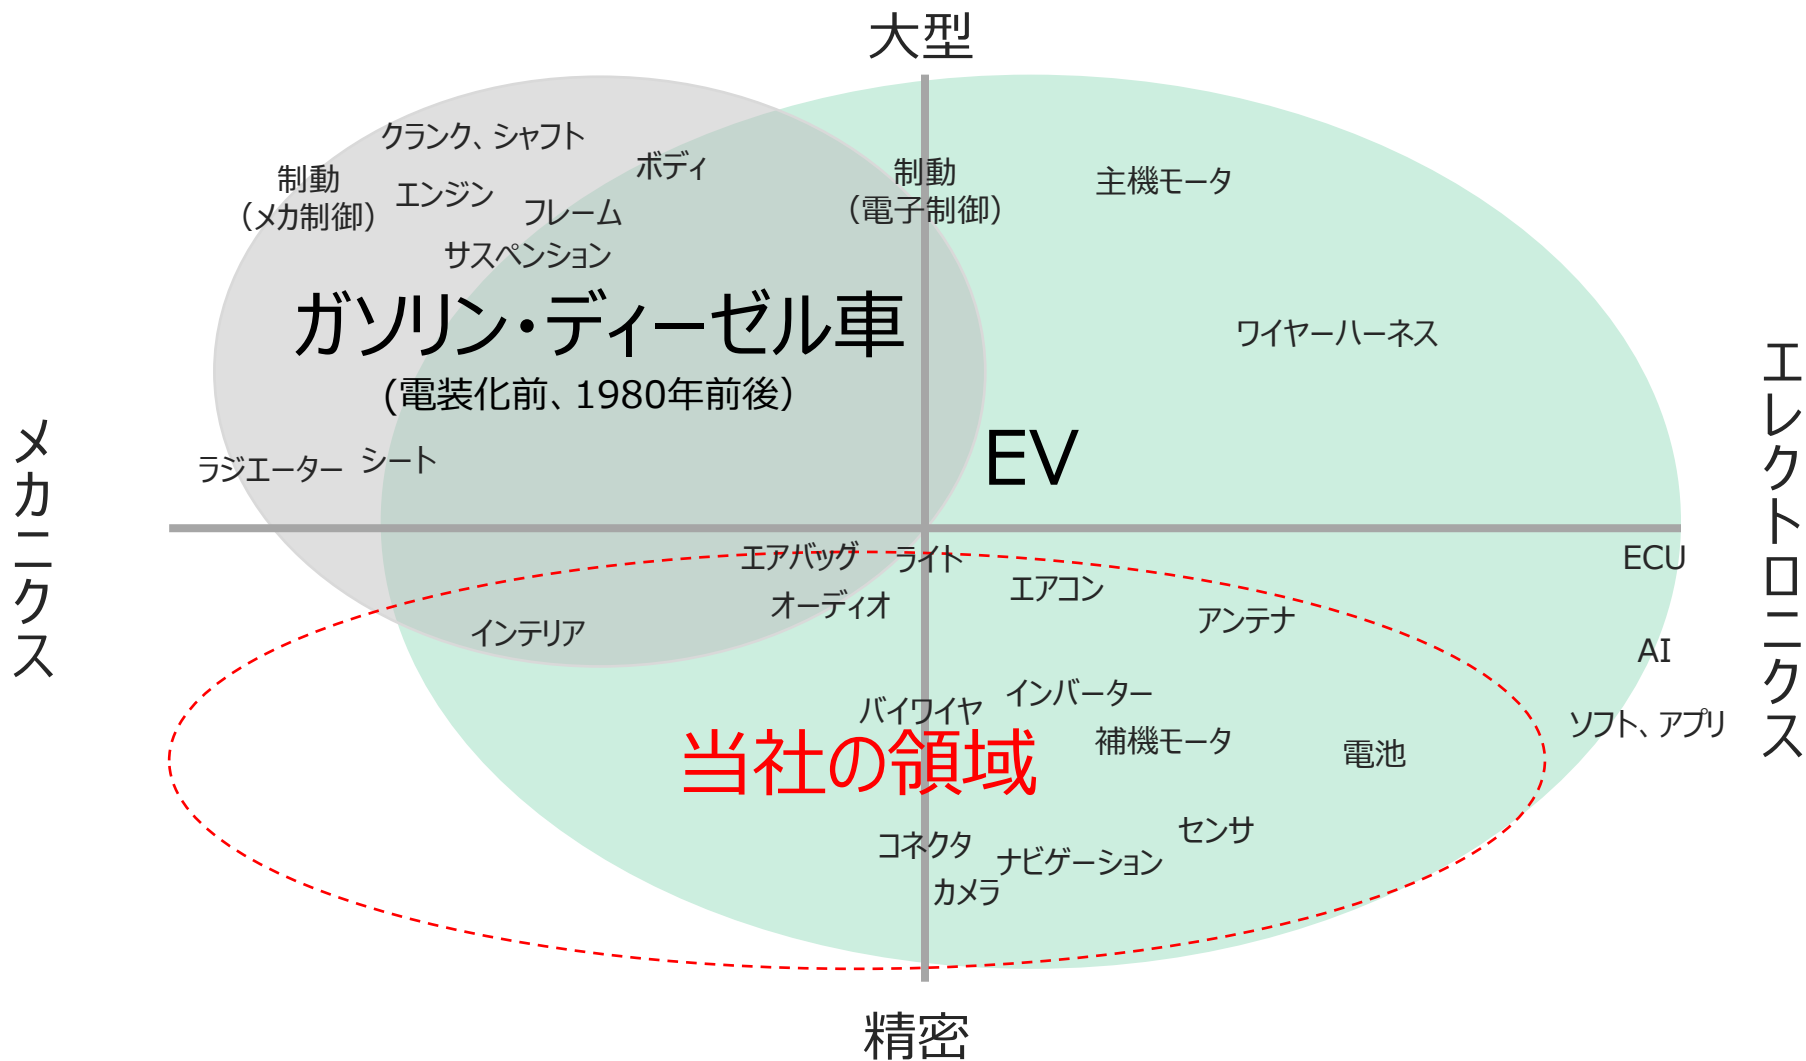 大型
クランク、シャフト
ボディ
制動
（メカ制御）
エンジン
フレーム
サスペンション
制動
（電子制御）
主機モータ
ガソリン・ディーゼル車
(電装化前、1980年前後）
ワイヤーハーネス
EV
ラジエーター
シート
メカニクス
エレクトロニクス
エアバッグ
ライト
エアコン
ECU
オーディオ
アンテナ
インテリア
AI
バイワイヤ
インバーター
ソフト、アプリ
当社の領域
補機モータ
電池
センサ
コネクタ
ナビゲーション
カメラ
精密